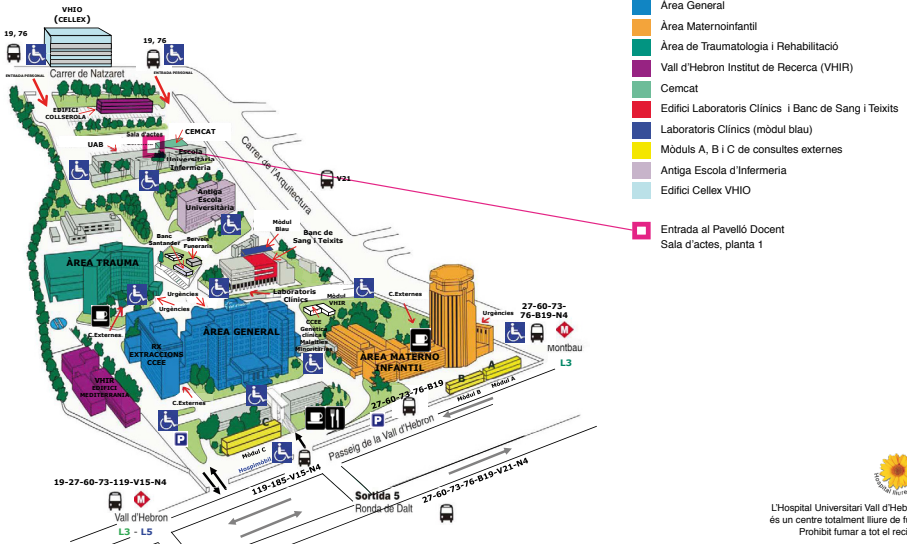 VHIO
(CELLEX)
19, 76
ENTRADA PERSONAL
19, 76
ENTRADA PERSONAL
Carrer de Natzaret
EDIFICI
COLLSEROLA
Sala d'actes
CEMCAT
UAB
Escola
Universitària
Infermeria
Carrer de l'Arquitectura
V21
Antiga
Escola
Universitària
Mòdul
Blau
Banc de
Sang i Teixits
Banc
Santander
Serveis
Funeraris
ÀREA TRAUMA
Urgències
Urgències
Laboratoris
Clínics
Mòdul
VHIR
C.Externes
Urgències
27-60-73-
76-B19-N4
M
Montbau
L3
C.Externes
RX
EXTRACCIONS
CCEE
ÀREA GENERAL
CCEE
Genètica
clínica i
Malalties
Minoritàries
ÀREA MATERNO
INFANTIL
B
A
Mòdul B
Mòdul A
VHIR
EDIFICI
MEDITERRANIA
C.Externes
P
C
Mòdul C
Hospimòbil
P
27-60-73-76-B19
Passeig de la Vall d'Hebron
119-185-V15-N4
19-27-60-73-119-V15-N4
M
Vall d'Hebron
L3 - L5
Sortida 5
Ronda de Dalt
27-60-73-76-B19-V21-N4
Àrea General
Àrea Maternoinfantil
Àrea de Traumatologia i Rehabilitació
Vall d'Hebron Institut de Recerca (VHIR)
Cemcat
Edifici Laboratoris Clínics i Banc de Sang i Teixits
Laboratoris Clínics (mòdul blau)
Mòduls A, B i C de consultes externes
Antiga Escola d'Infermeria
Edifici Cellex VHIO
Entrada al Pavelló Docent
Sala d'actes, planta 1
Hospital lliure
L'Hospital Universitari Vall d'Heb
és un centre totalment lliure de f
Prohibit fumar a tot el reci